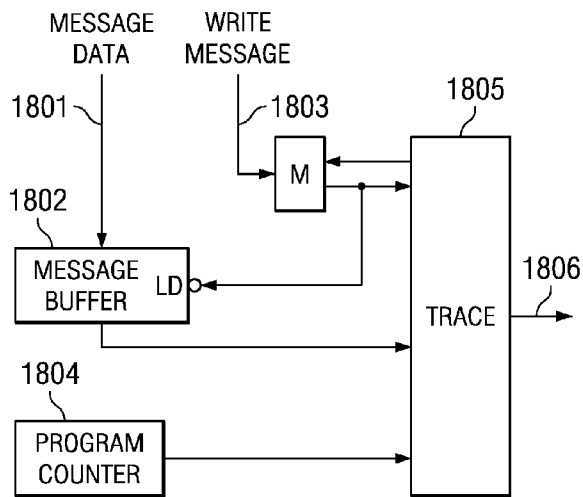 MESSAGE
DATA
WRITE
MESSAGE
1801
1803
1805
M
1802
MESSAGE
BUFFER
LD
TRACE
1806
1804
PROGRAM
COUNTER